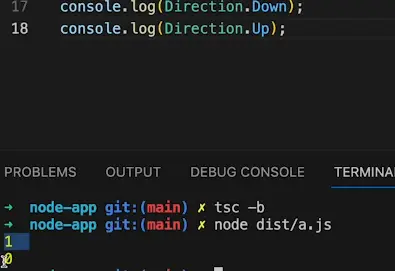 17 console.log(Direction.Down);
18 console.log(Direction.Up);
PROBLEMS OUTPUT DEBUG CONSOLE TERMINA
➜ node-app git:(main) ✗ tsc -b
➜ node-app git:(main) ✗ node dist/a.js
1
0